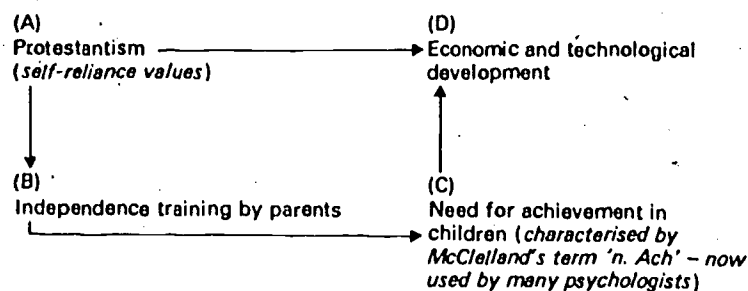 (A)
Protestantism
(self-reliance values)
(D)
Economic and technological
development
(B)
Independence training by parents
(C)
Need for achievement in
children (characterised by
McClelland's term 'n. Ach' – now
used by many psychologists)